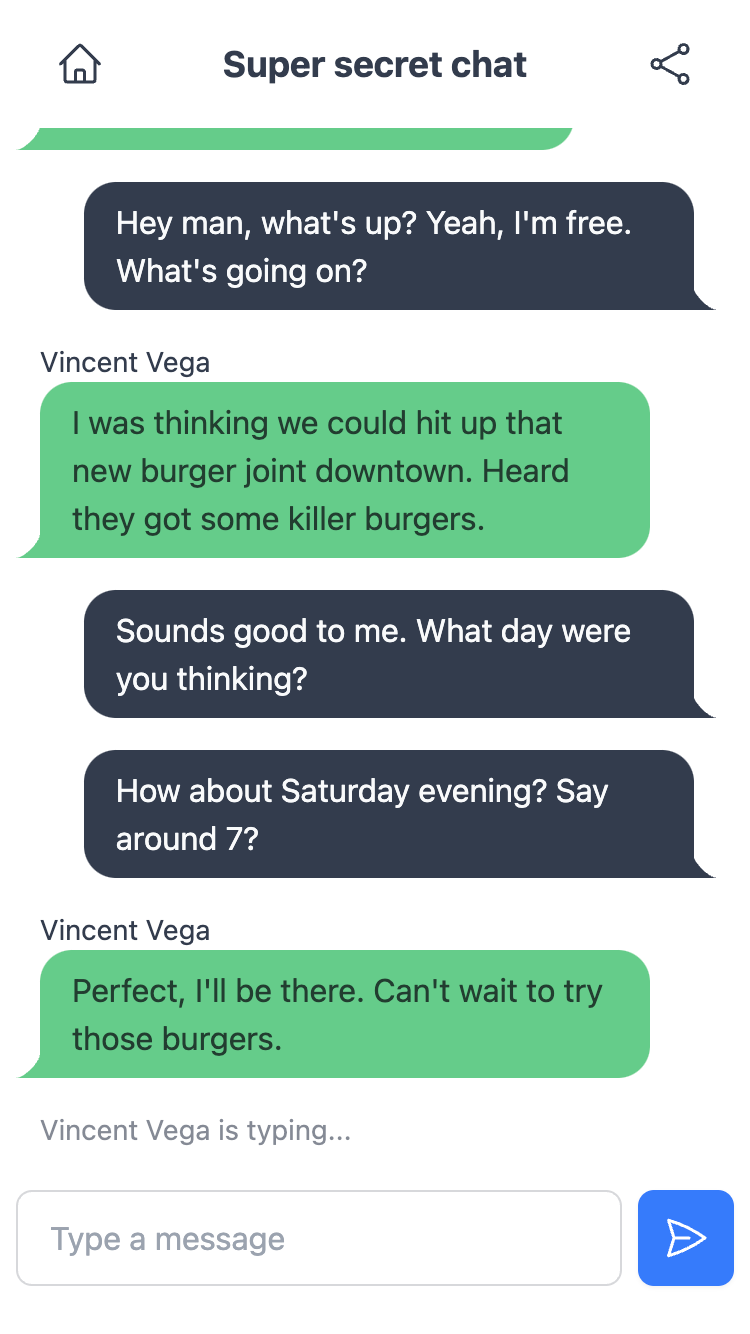 Super secret chat
Hey man, what's up? Yeah, I'm free.
What's going on?
Vincent Vega
I was thinking we could hit up that
new burger joint downtown. Heard
they got some killer burgers.
Sounds good to me. What day were
you thinking?
How about Saturday evening? Say
around 7?
Vincent Vega
Perfect, I'll be there. Can't wait to try
those burgers.
Vincent Vega is typing...
Type a message